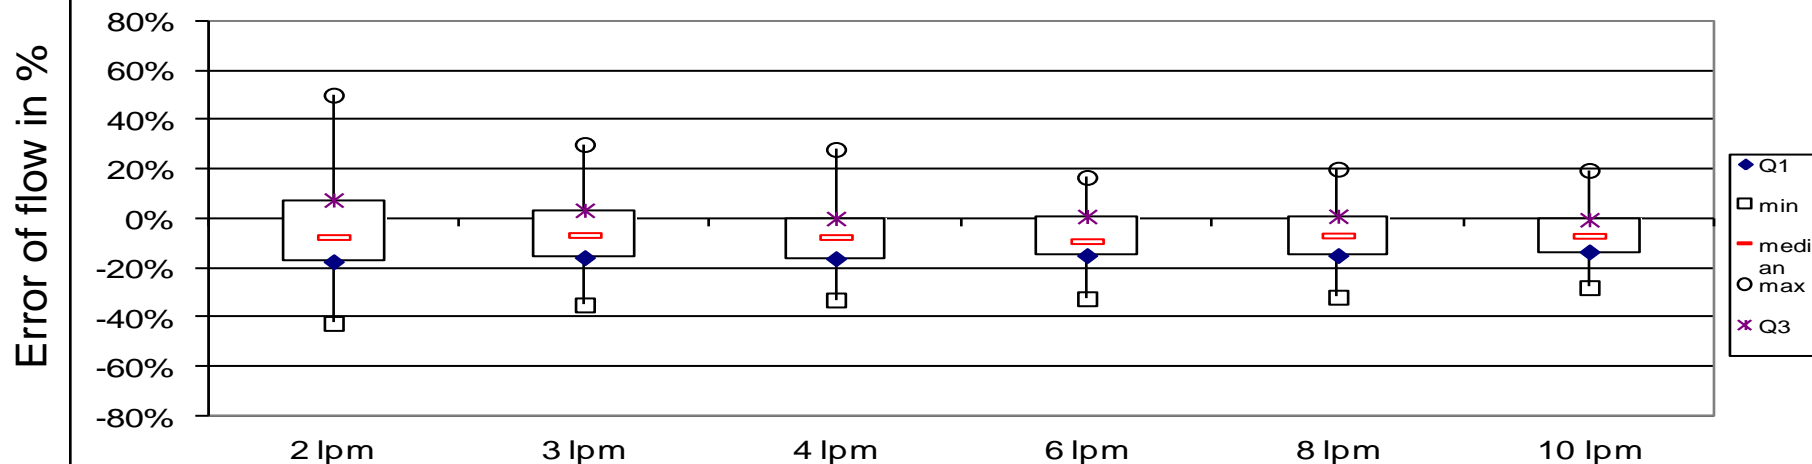 Error of flow in %
80%
60%
40%
20%
0%
-20%
-40%
-60%
-80%
2 lpm
3 lpm
4 lpm
6 lpm
8 lpm
10 lpm
Q1
min
medi
an
max
Q3